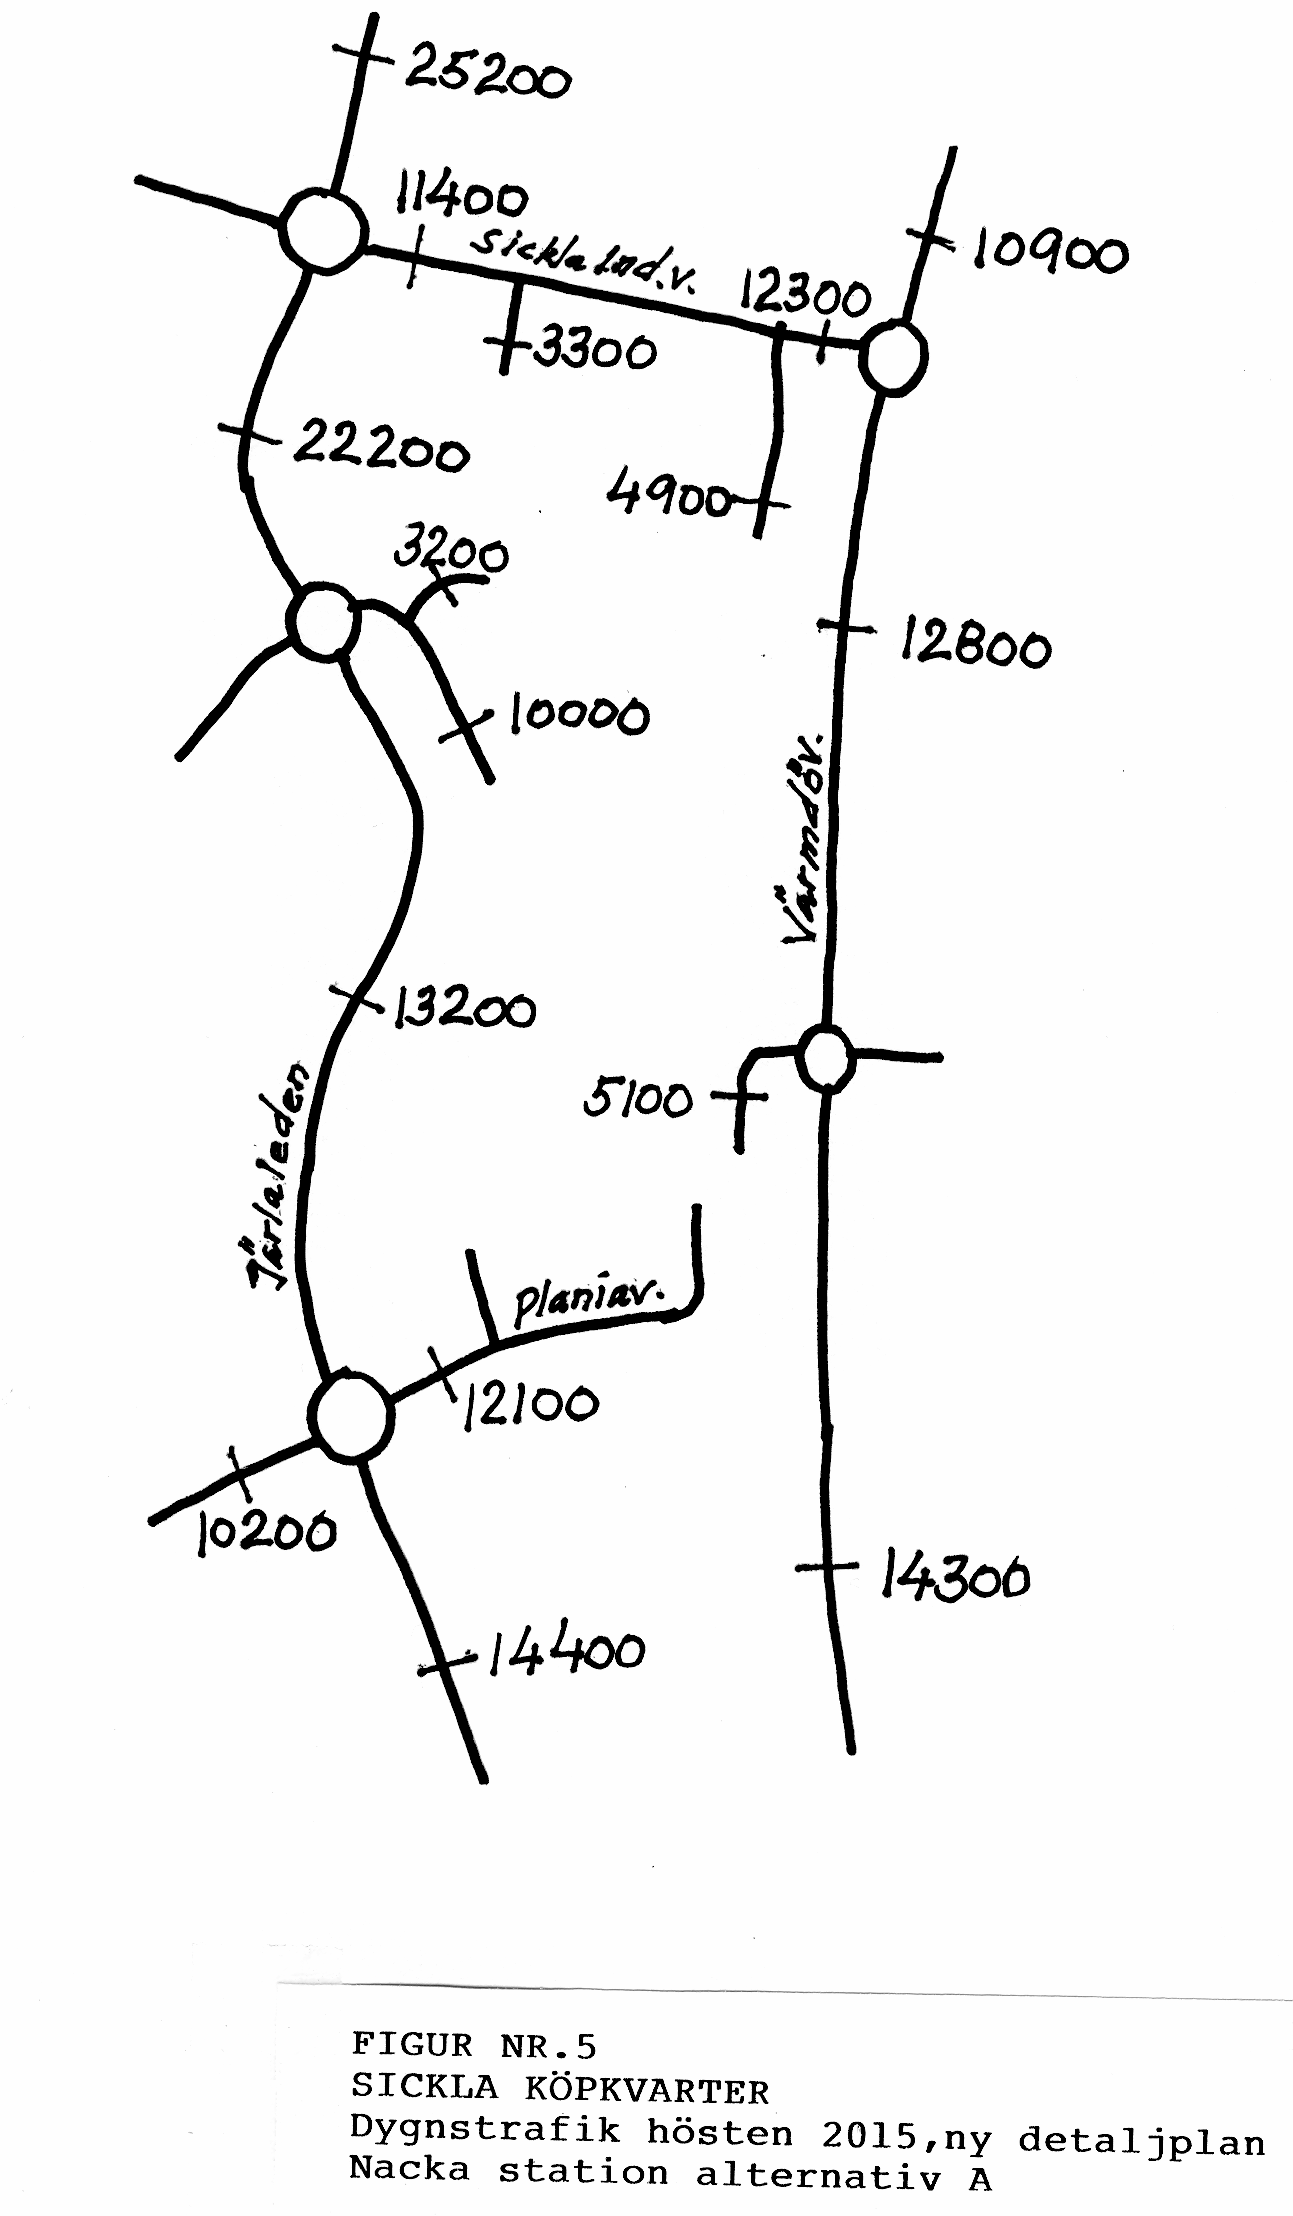 25200
11400
Sickla Ind.v.
10900
12300
3300
22200
4900
3200
12800
10000
Värmdöv.
13200
5100
Järlaleden
planiav.
12100
10200
14300
14400
FIGUR NR.5
SICKLA KÖPKVARTER
Dygnstrafik hösten 2015,ny detaljplan
Nacka station alternativ A